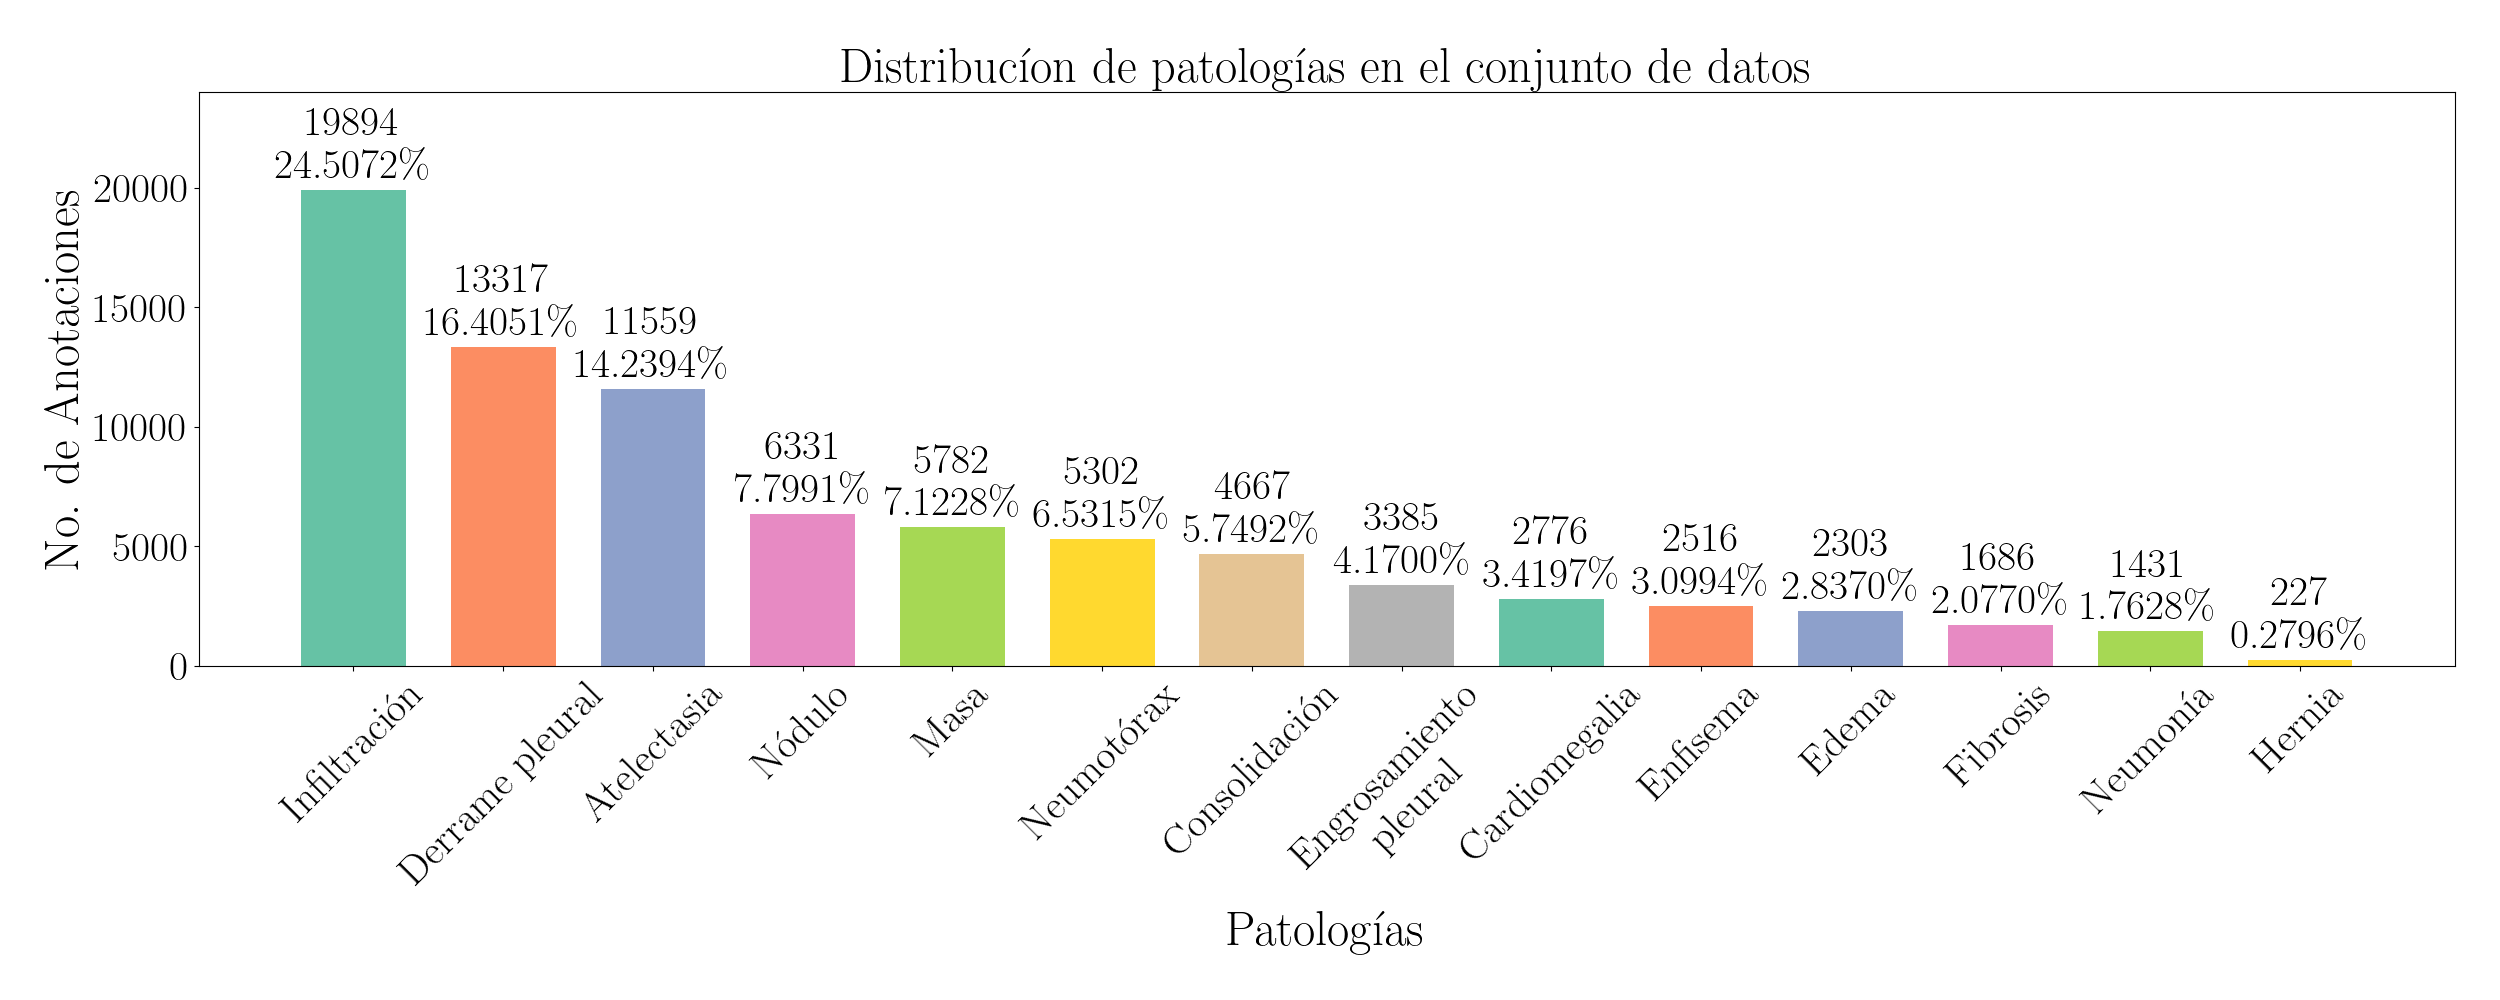 Distribucíon de patologías en el conjunto de datos
No. de Anotaciones
20000
15000
10000
5000
0
19894
24.5072%
13317
16.4051%
11559
14.2394%
6331
7.7991%
5782
7.1228%
5302
6.5315%
4667
5.7492%
3385
4.1700%
2776
3.4197%
2516
3.0994%
2303
2.8370%
1686
2.0770%
1431
1.7628%
227
0.2796%
Infiltración
Derrame pleural
Atelectasia
Nódulo
Masa
Neumotórax
Consolidación
Engrosamiento
pleural
Cardiomegalia
Enfisema
Edema
Fibrosis
Neumonía
Hernia
Patologías